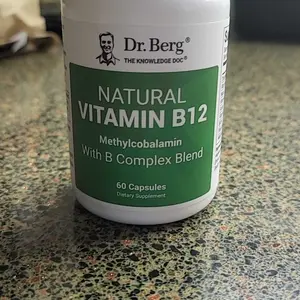 Dr. Berg®
THE KNOWLEDGE DOC®
NATURAL
VITAMIN B12
Methylcobalamin
With B Complex Blend
60 Capsules
Dietary Supplement